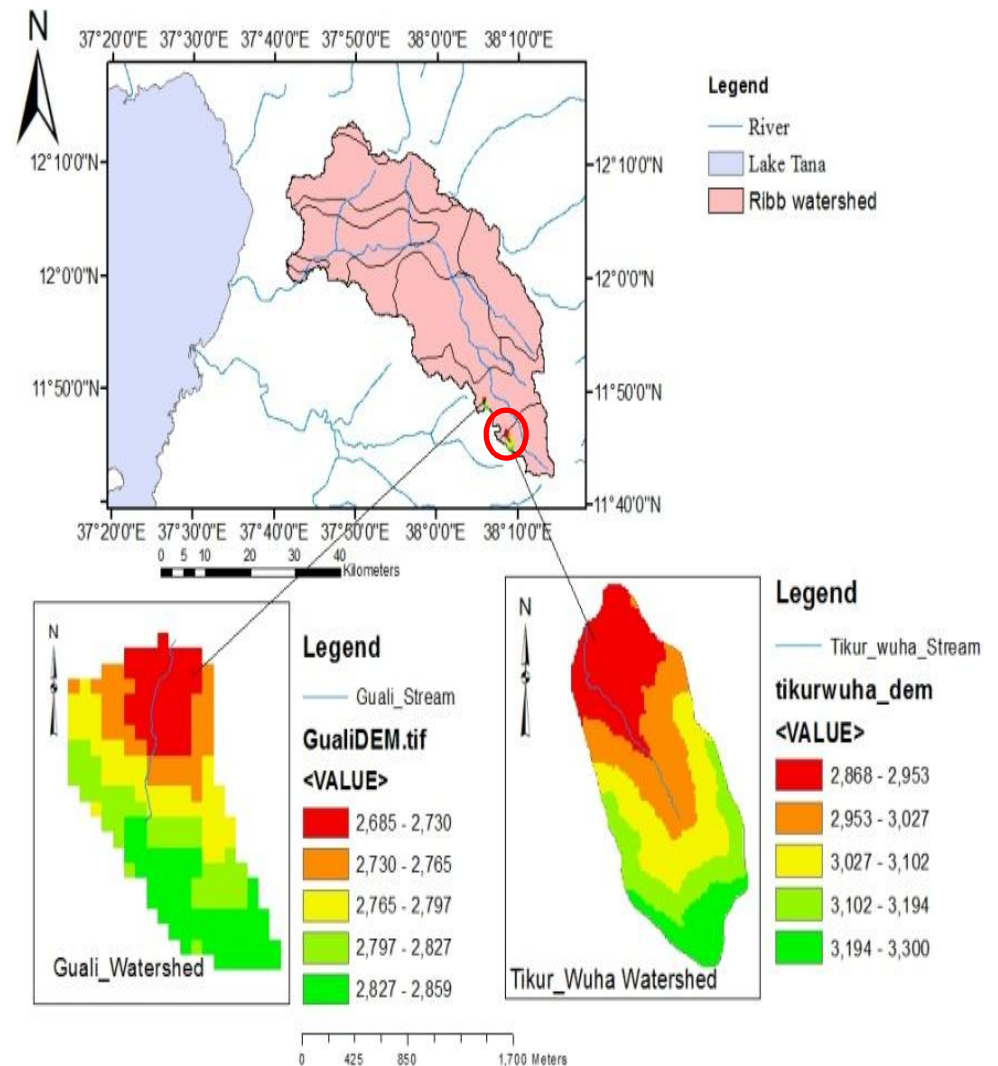 N
37°20'0"E 37°30'0"E 37°40'0"E 37°50'0"E 38°0'0"E 38°10'0"E
12°10'0"N
12°0'0"N
11°50'0"N
12°10'0"N
12°0'0"N
11°50'0"N
11°40'0"N
37°20'0"E 37°30'0"E 37°40'0"E 37°50'0"E 38°0'0"E 38°10'0"E
0 5 10 20 30 40
Kilometers
Legend
River
Lake Tana
Ribb watershed
N
Guali_Watershed
Legend
Guali_Stream
GualiDEM.tif
<VALUE>
2,685 - 2,730
2,730 - 2,765
2,765 - 2,797
2,797 - 2,827
2,827 - 2,859
N
Tikur_Wuha Watershed
Legend
Tikur_wuha_Stream
tikurwuha_dem
<VALUE>
2,868 - 2,953
2,953 - 3,027
3,027 - 3,102
3,102 - 3,194
3,194 - 3,300
0 425 850 1,700 Meters